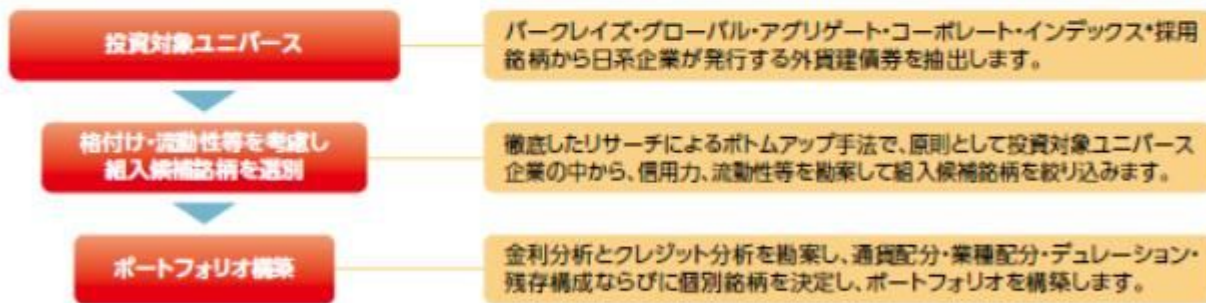 投資対象ユニバース
バークレイズ・グローバル・アグリゲート・コーポレート・インデックス*採用
銘柄から日系企業が発行する外貨建債券を抽出します。
格付け・流動性等を考慮し
組入候補銘柄を選別
徹底したリサーチによるボトムアップ手法で、原則として投資対象ユニバース
企業の中から、信用力、流動性等を勘案して組入候補銘柄を絞り込みます。
ポートフォリオ構築
金利分析とクレジット分析を勘案し、通貨配分・業種配分・デュレーション・
残存構成ならびに個別銘柄を決定し、ポートフォリオを構築します。